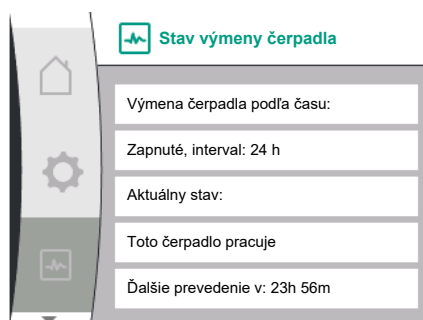 Stav výmeny čerpadla
Výmena čerpadla podľa času:
Zapnuté, interval: 24 h
Aktuálny stav:
Toto čerpadlo pracuje
Ďalšie prevedenie v: 23h 56m